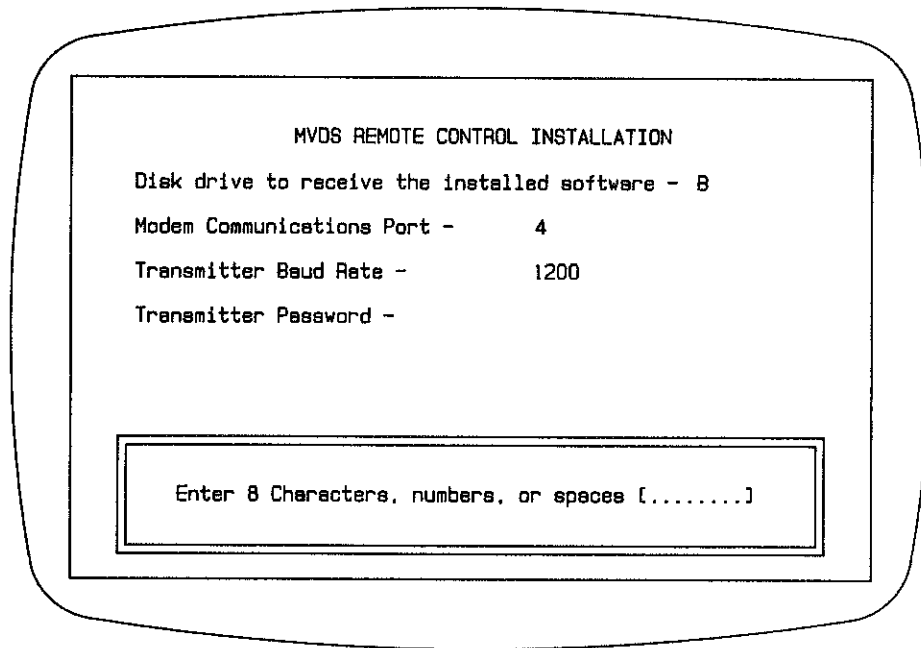 MVDS REMOTE CONTROL INSTALLATION
Disk drive to receive the installed software - B
Modem Communications Port - 4
Transmitter Baud Rate - 1200
Transmitter Password -
Enter 8 Characters, numbers, or spaces [........]